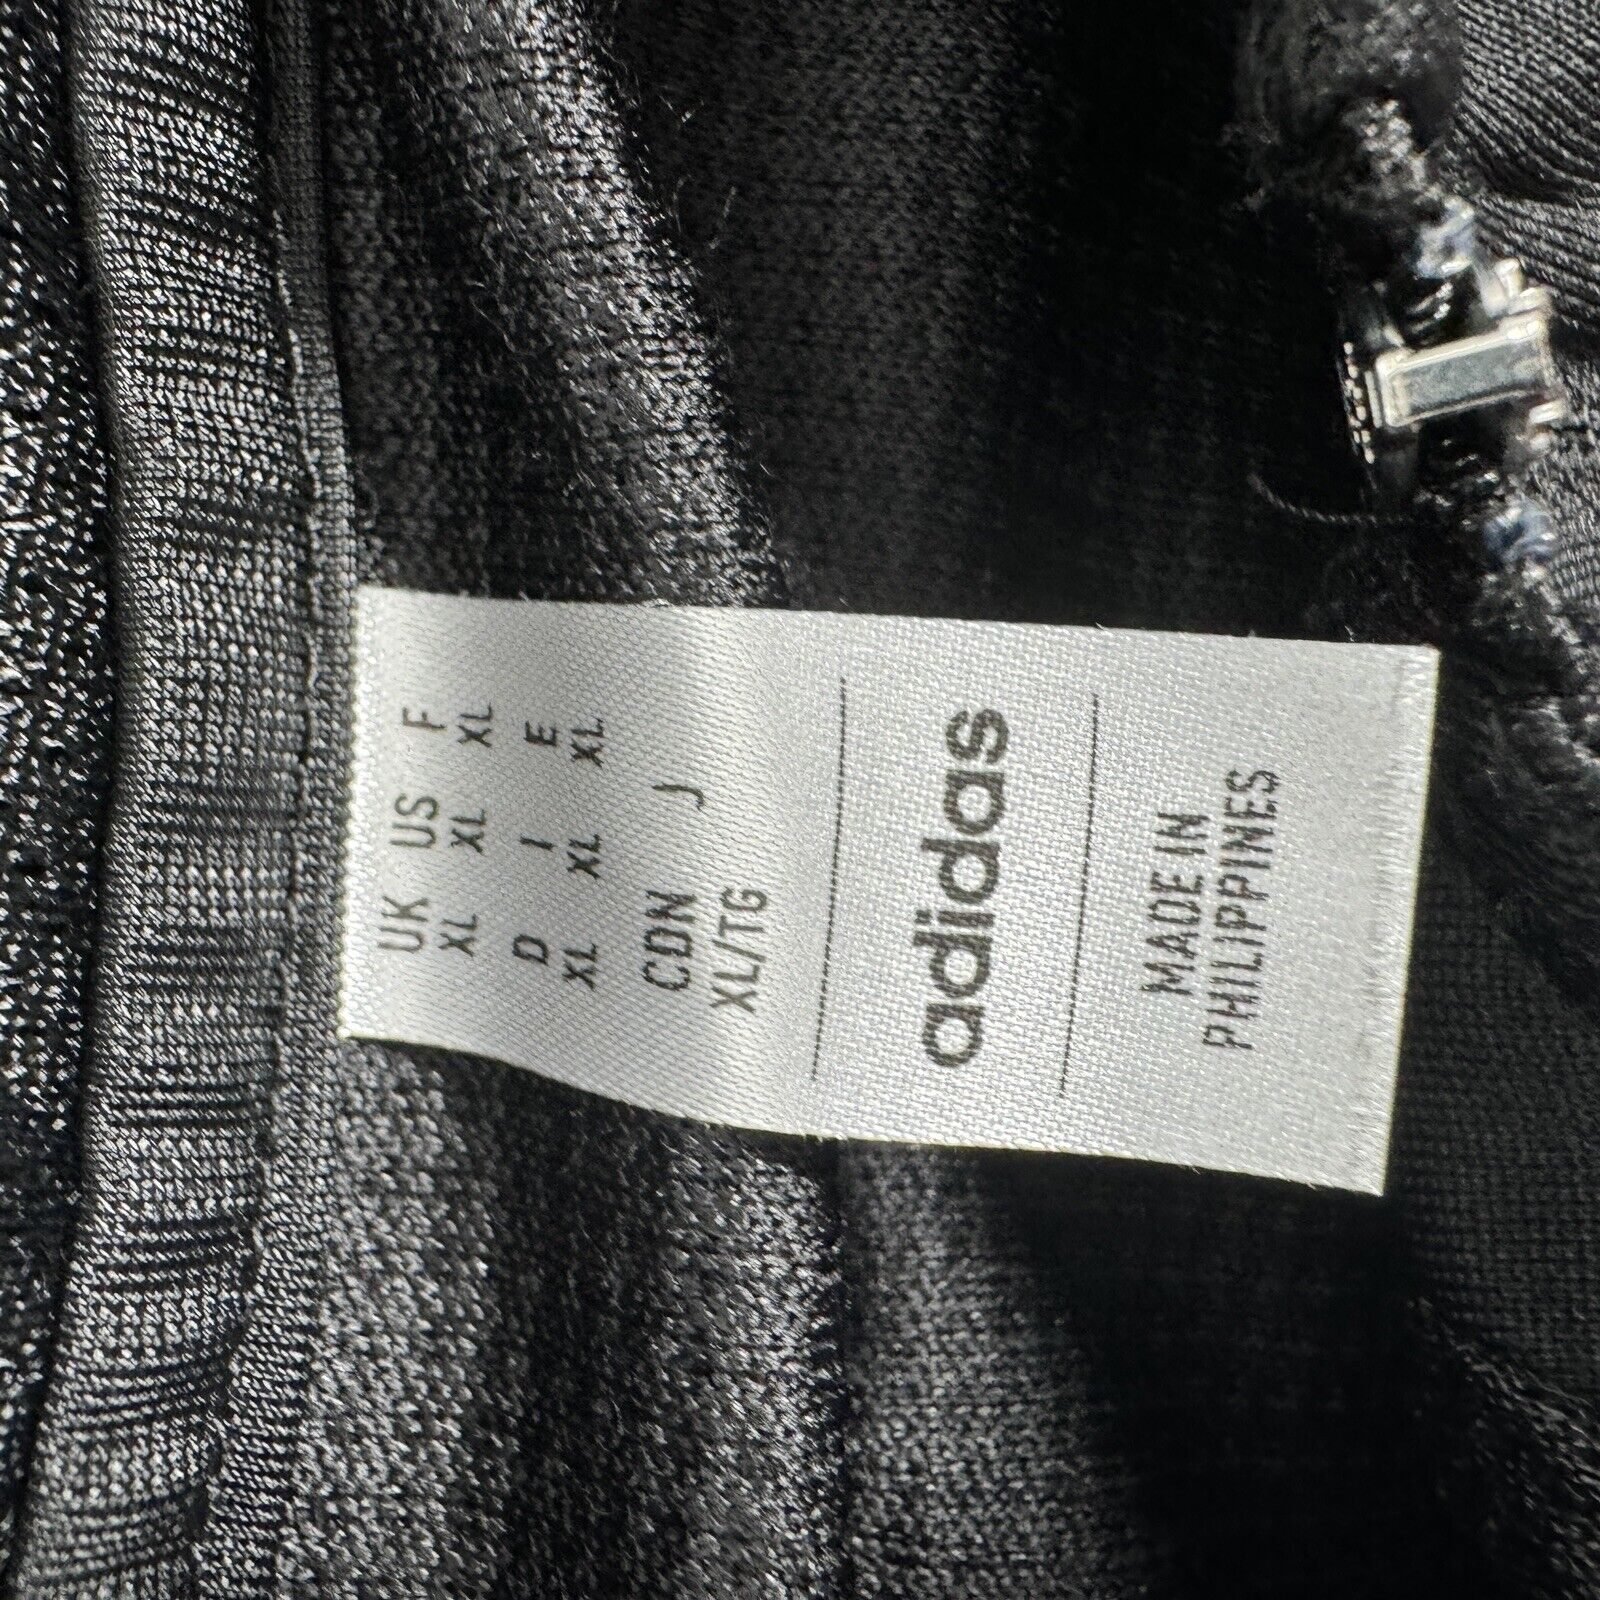 UK US F
XL XL XL
D I E
XL XL XL
CDN J
XL/TG
adidas
MADE IN
PHILIPPINES